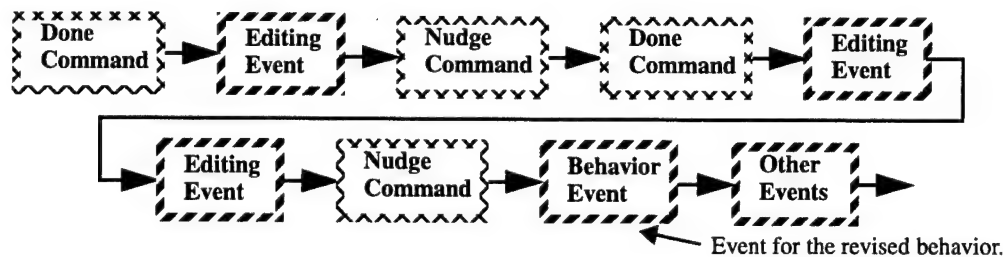 Done
Command
Editing
Event
Nudge
Command
Done
Command
Editing
Event
Editing
Event
Nudge
Command
Behavior
Event
Other
Events
Event for the revised behavior.